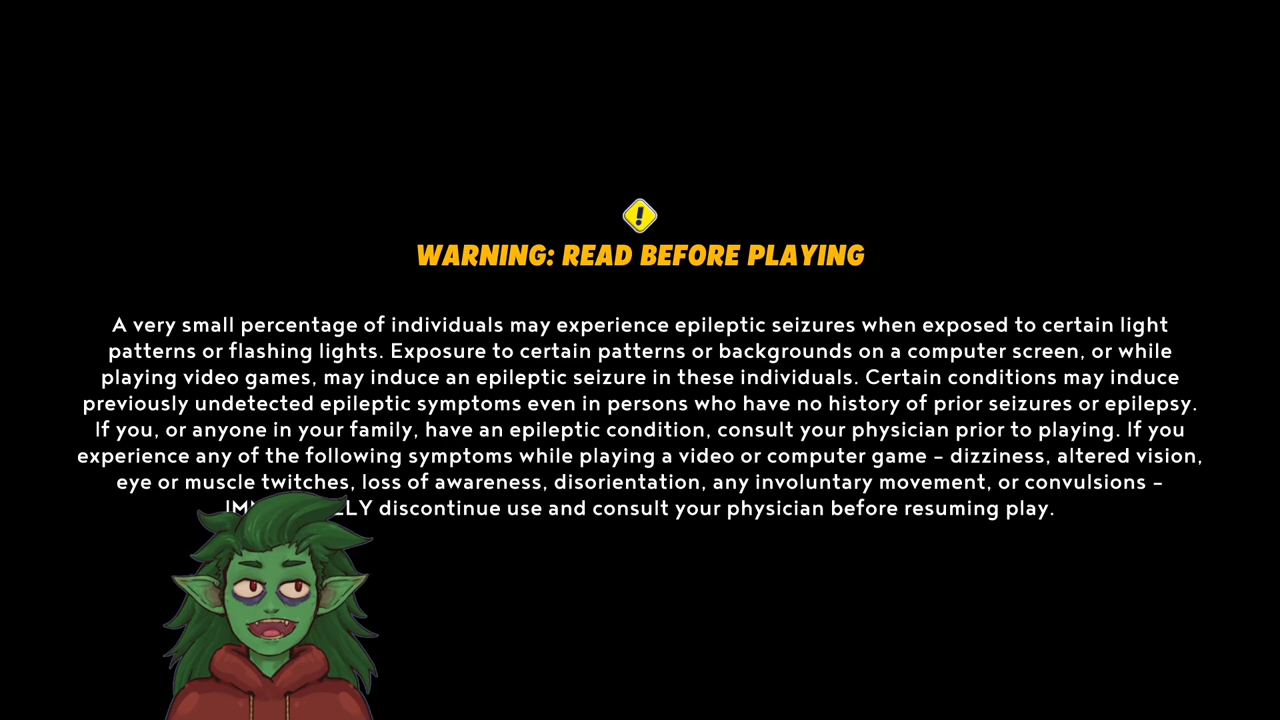 WARNING: READ BEFORE PLAYING
A very small percentage of individuals may experience epileptic seizures when exposed to certain light
patterns or flashing lights. Exposure to certain patterns or backgrounds on a computer screen, or while
playing video games, may induce an epileptic seizure in these individuals. Certain conditions may induce
previously undetected epileptic symptoms even in persons who have no history of prior seizures or epilepsy.
If you, or anyone in your family, have an epileptic condition, consult your physician prior to playing. If you
experience any of the following symptoms while playing a video or computer game – dizziness, altered vision,
eye or muscle twitches, loss of awareness, disorientation, any involuntary movement, or convulsions –
discontinue use and consult your physician before resuming play.